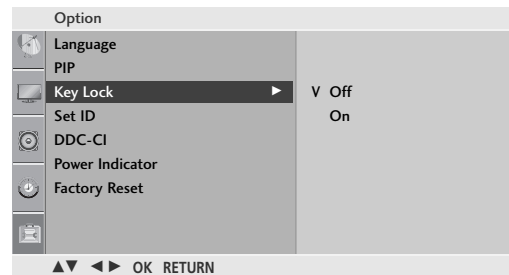 Option
Language
PIP
Key Lock ►
V Off
On
Set ID
DDC-CI
Power Indicator
Factory Reset
▲▼ ◄► OK RETURN